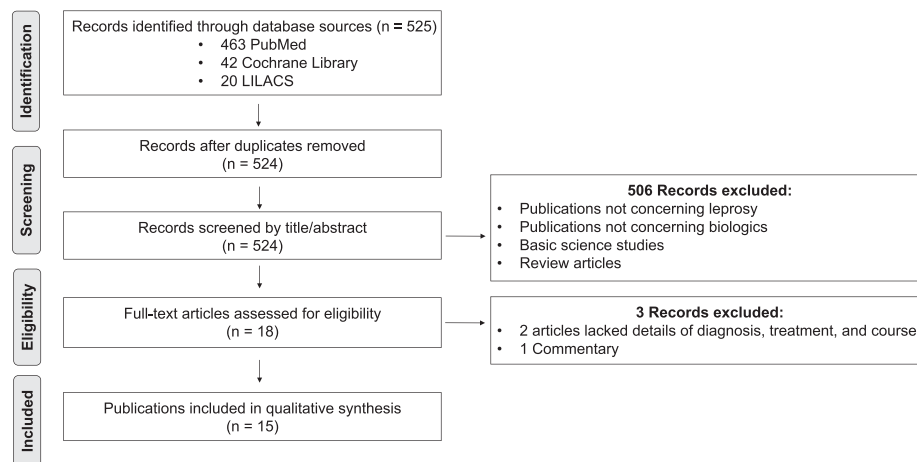 Identification
Records identified through database sources (n = 525)
• 463 PubMed
• 42 Cochrane Library
• 20 LILACS
Screening
Records after duplicates removed
(n = 524)
Records screened by title/abstract
(n = 524)
506 Records excluded:
• Publications not concerning leprosy
• Publications not concerning biologics
• Basic science studies
• Review articles
Eligibility
Full-text articles assessed for eligibility
(n = 18)
3 Records excluded:
• 2 articles lacked details of diagnosis, treatment, and course
• 1 Commentary
Included
Publications included in qualitative synthesis
(n = 15)